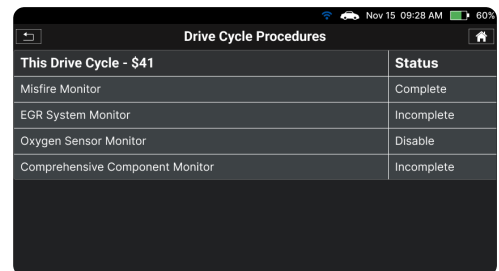 Nov 15 09:28 AM 60%
Drive Cycle Procedures
This Drive Cycle - $41 Status
Misfire Monitor Complete
EGR System Monitor Incomplete
Oxygen Sensor Monitor Disable
Comprehensive Component Monitor Incomplete